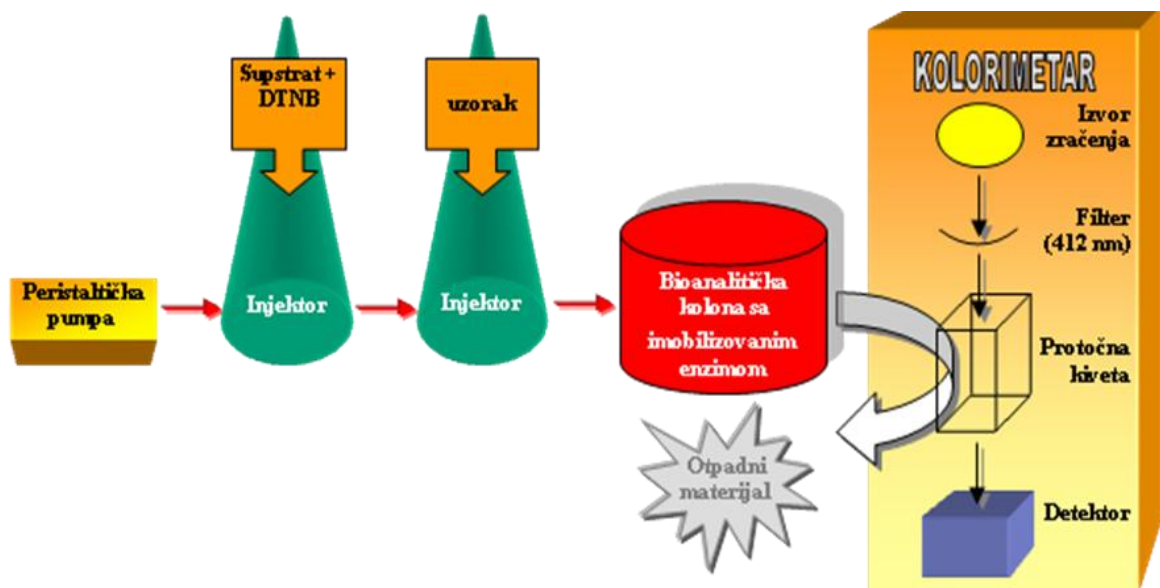 Peristaltička
pumpa
Supstrat +
DTNB
Injektor
uzorak
Injektor
Bioanalitička
kolona sa
imobilizovanim
enzimom
Otpadni
materijal
KOLORIMETAR
Izvor
zračenja
Filter
(412 nm)
Protočna
kiveta
Detektor